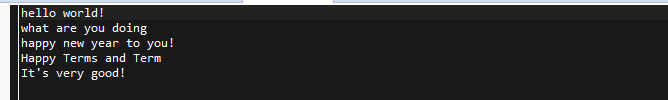 hello world!
what are you doing
happy new year to you!
Happy Terms and Term
It's very good!